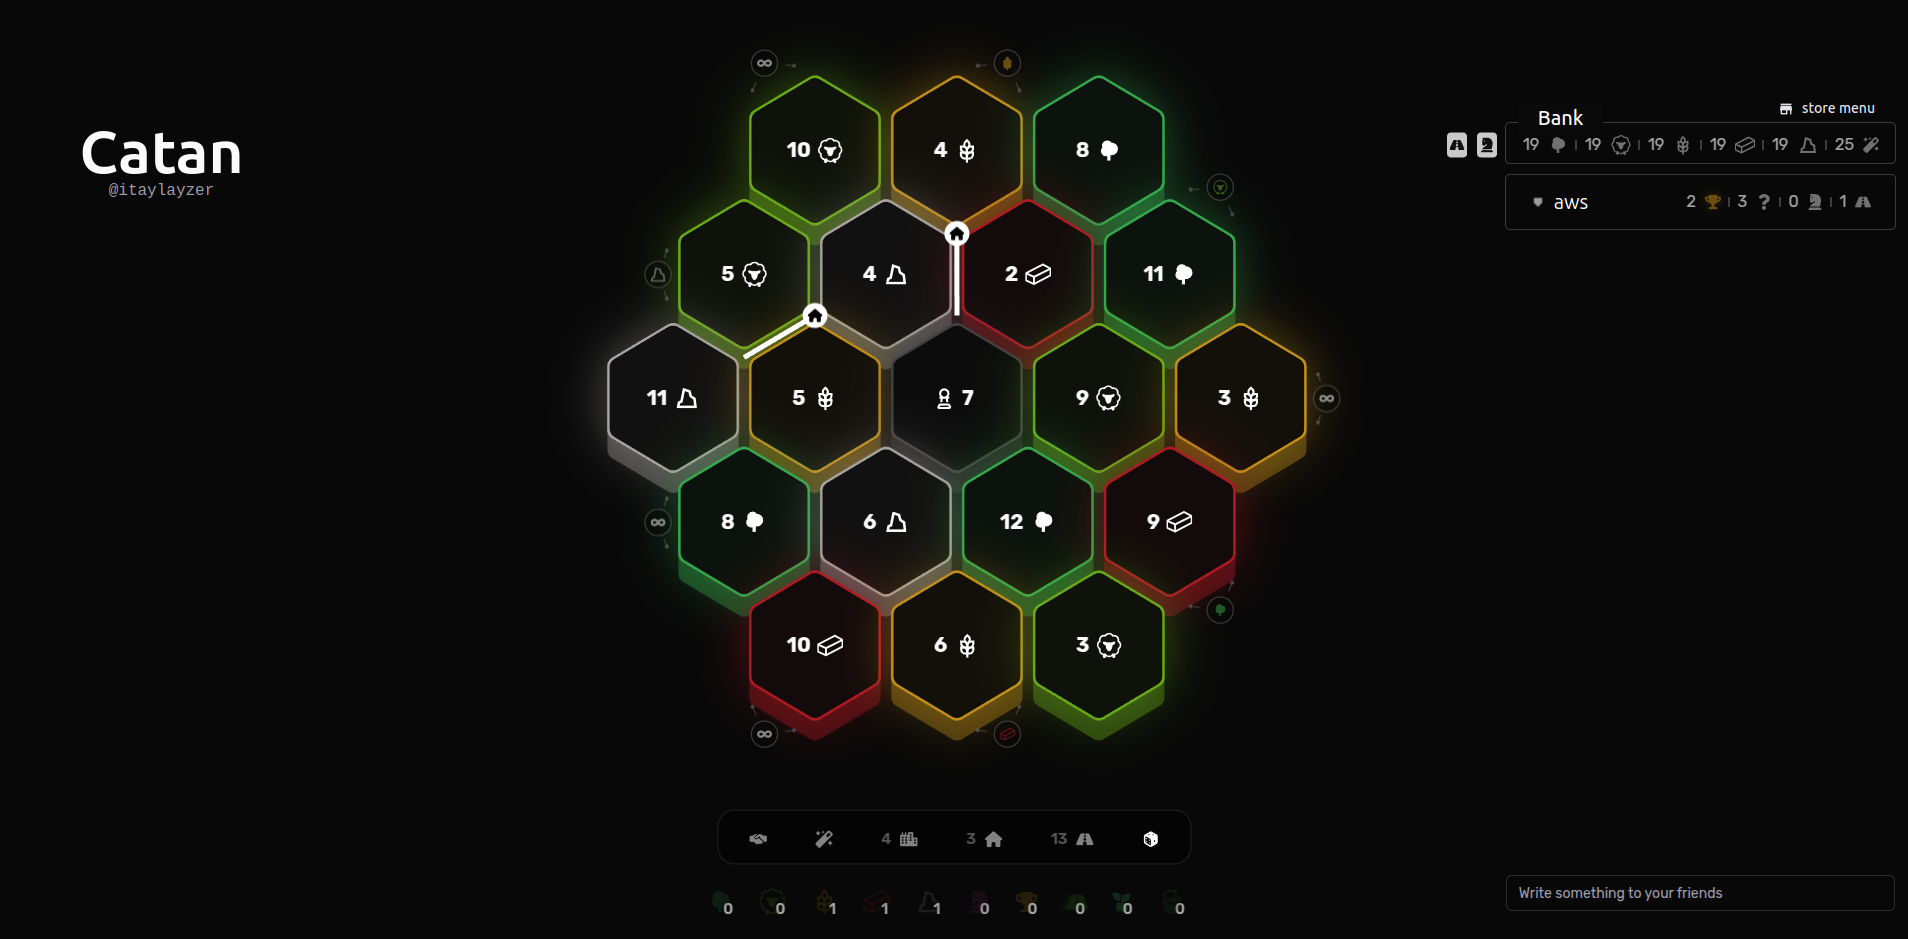 Catan
@itaylayzer
10
4
8
5
4
2
11
11
5
7
9
3
8
6
12
9
10
6
3
store menu
Bank
19 19 19 19 19 25
aws 2 3 0 1
4 3 13
0 0 1 1 1 0 0 0 0 0
Write something to your friends